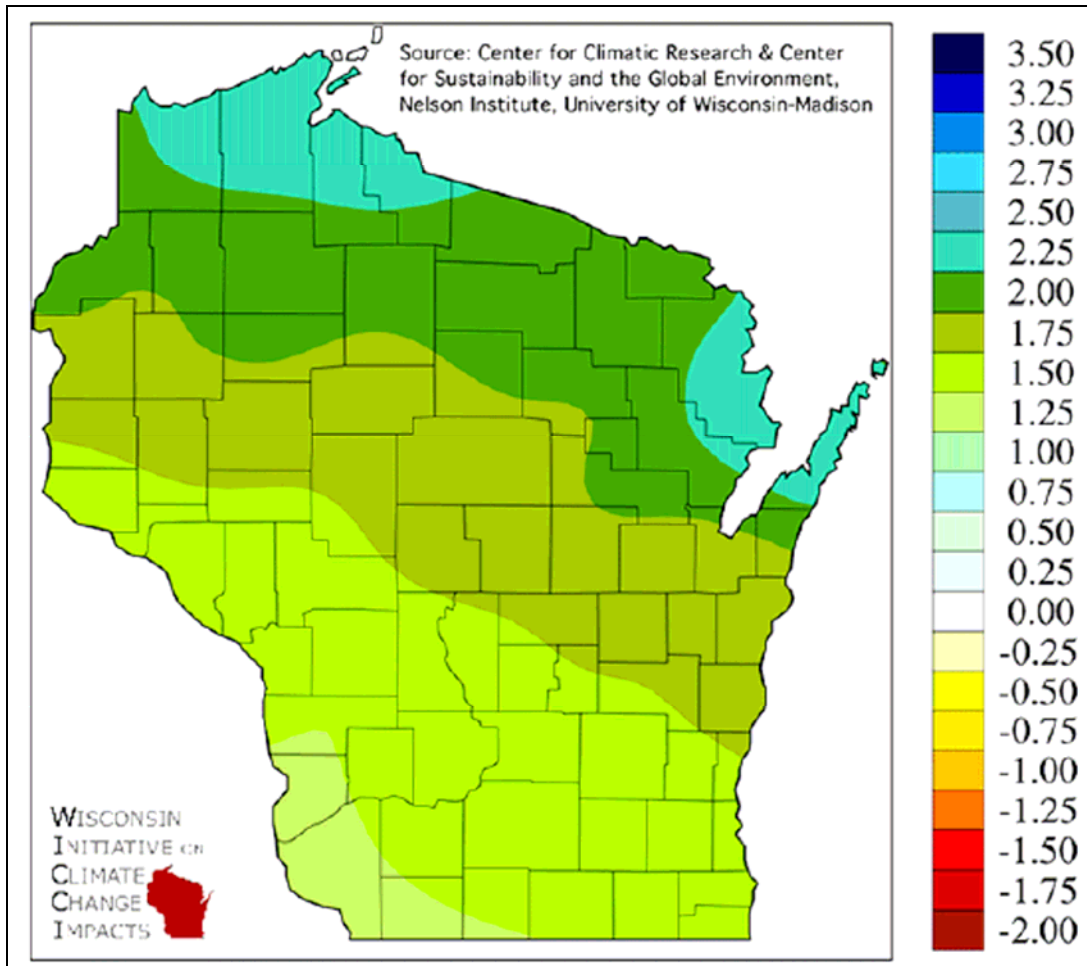 Source: Center for Climatic Research & Center
for Sustainability and the Global Environment,
Nelson Institute, University of Wisconsin-Madison
3.50
3.25
3.00
2.75
2.50
2.25
2.00
1.75
1.50
1.25
1.00
0.75
0.50
0.25
0.00
-0.25
-0.50
-0.75
-1.00
-1.25
-1.50
-1.75
-2.00
WISCONSIN
INITIATIVE ON
CLIMATE
CHANGE
IMPACTS